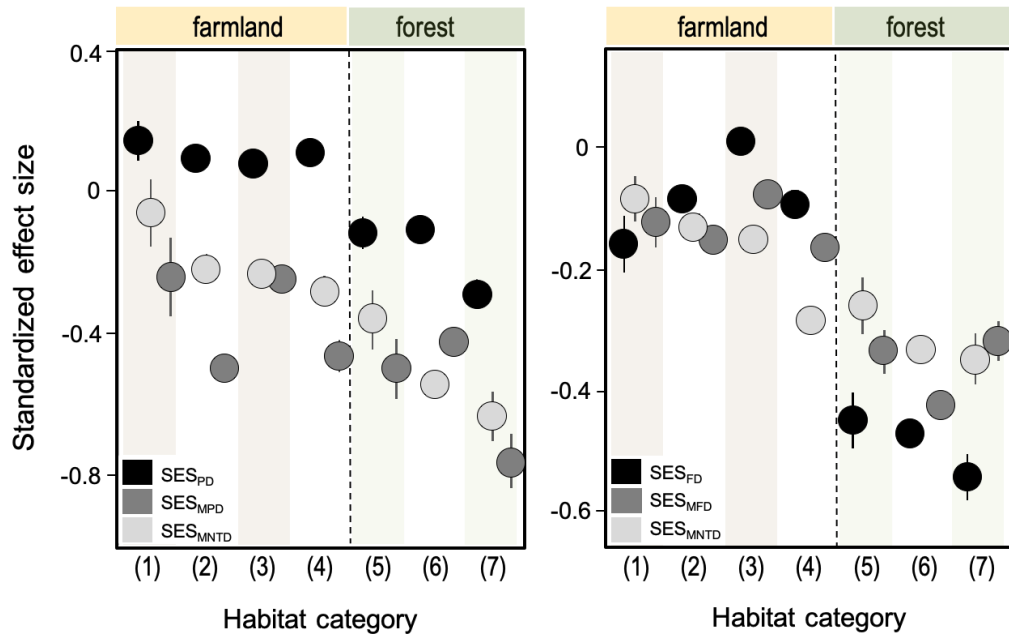 farmland forest
Standardized effect size
0.4
0
-0.4
-0.8
SESPD
SESMPD
SESMNTD
(1) (2) (3) (4) (5) (6) (7)
Habitat category
farmland forest
0
-0.2
-0.4
-0.6
SESFD
SESMFD
SESMNTD
(1) (2) (3) (4) (5) (6) (7)
Habitat category